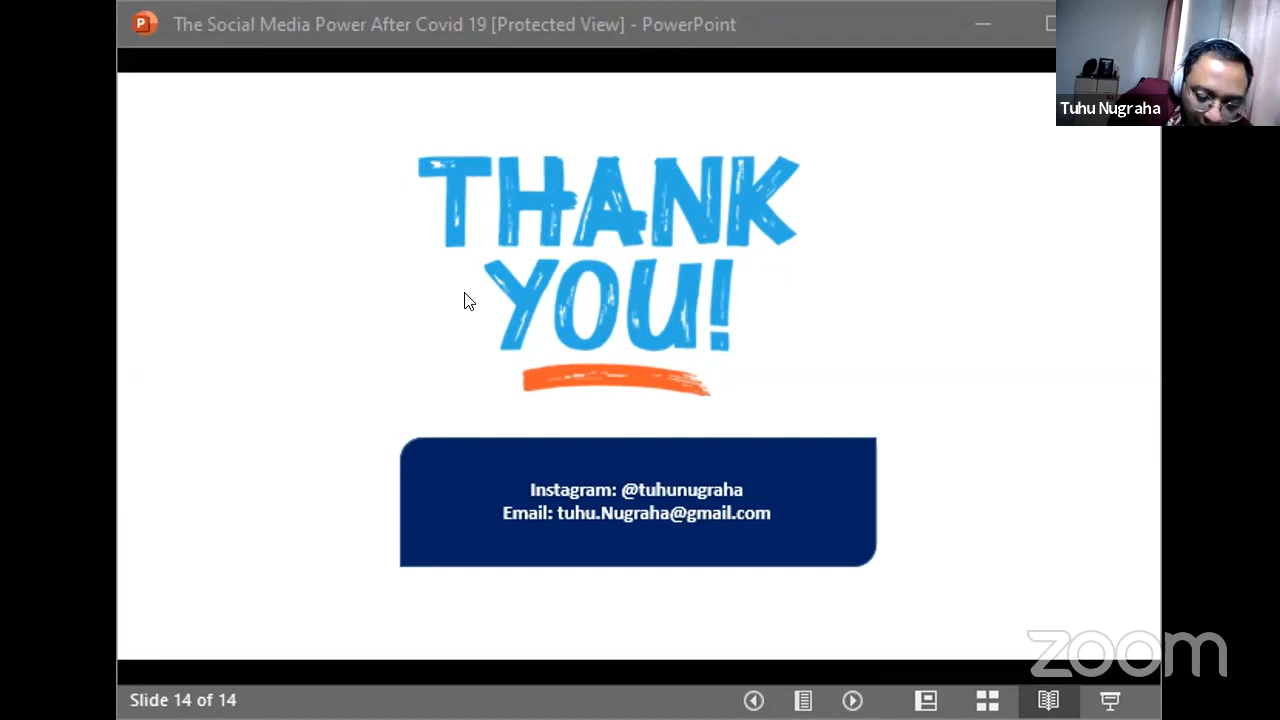 The Social Media Power After Covid 19 [Protected View] - PowerPoint
Tuhu Nugraha
THANK
YOU!
Instagram: @tuhunugraha
Email: tuhu.Nugraha@gmail.com
zoom
Slide 14 of 14